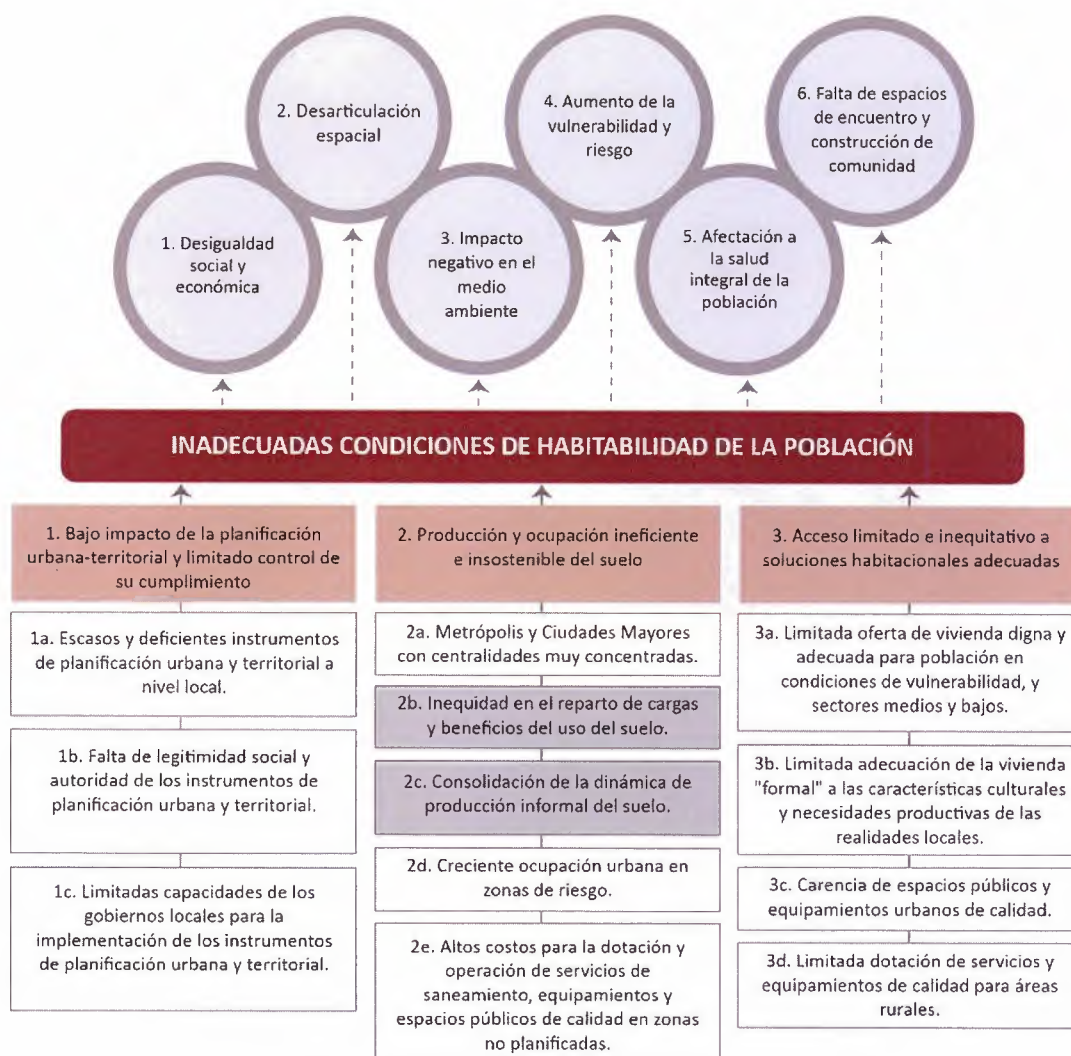 1. Desigualdad
social y
económica
2. Desarticulación
espacial
3. Impacto
negativo en el
medio
ambiente
4. Aumento de la
vulnerabilidad y
riesgo
5. Afectación a
la salud
integral de la
población
6. Falta de espacios
de encuentro y
construcción de
comunidad
INADECUADAS CONDICIONES DE HABITABILIDAD DE LA POBLACIÓN
1. Bajo impacto de la planificación
urbana-territorial y limitado control de
su cumplimiento
1a. Escasos y deficientes instrumentos
de planificación urbana y territorial a
nivel local.
1b. Falta de legitimidad social y
autoridad de los instrumentos de
planificación urbana y territorial.
1c. Limitadas capacidades de los
gobiernos locales para la
implementación de los instrumentos
de planificación urbana y territorial.
2. Producción y ocupación ineficiente
e insostenible del suelo
2a. Metrópolis y Ciudades Mayores
con centralidades muy concentradas.
2b. Inequidad en el reparto de cargas
y beneficios del uso del suelo.
2c. Consolidación de la dinámica de
producción informal del suelo.
2d. Creciente ocupación urbana en
zonas de riesgo.
2e. Altos costos para la dotación y
operación de servicios de
saneamiento, equipamientos y
espacios públicos de calidad en zonas
no planificadas.
3. Acceso limitado e inequitativo a
soluciones habitacionales adecuadas
3a. Limitada oferta de vivienda digna y
adecuada para población en
condiciones de vulnerabilidad, y
sectores medios y bajos.
3b. Limitada adecuación de la vivienda
"formal" a las características culturales
y necesidades productivas de las
realidades locales.
3c. Carencia de espacios públicos y
equipamientos urbanos de calidad.
3d. Limitada dotación de servicios y
equipamientos de calidad para áreas
rurales.